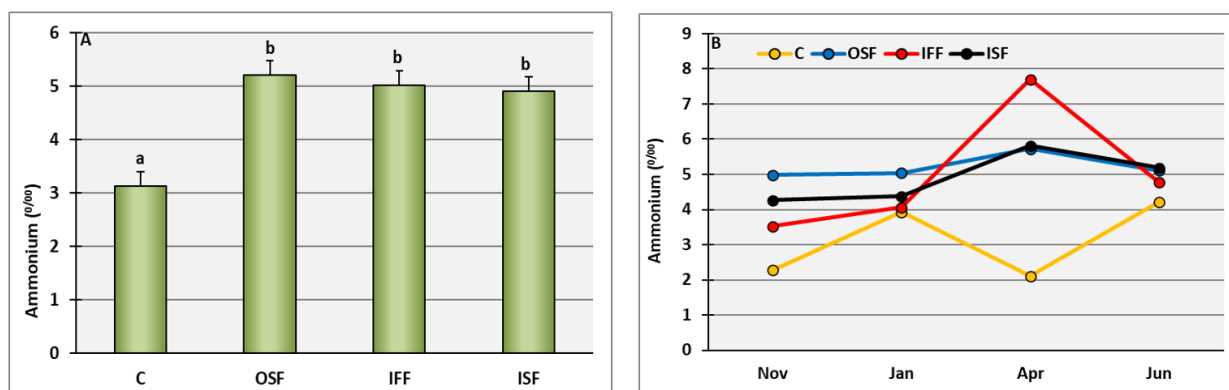 A
6
5
4
3
2
1
0
Ammonium (⁰/₀₀)
a
b
b
b
C OSF IFF ISF
B
C OSF IFF ISF
9
8
7
6
5
4
3
2
1
0
Ammonium (⁰/₀₀)
Nov Jan Apr Jun